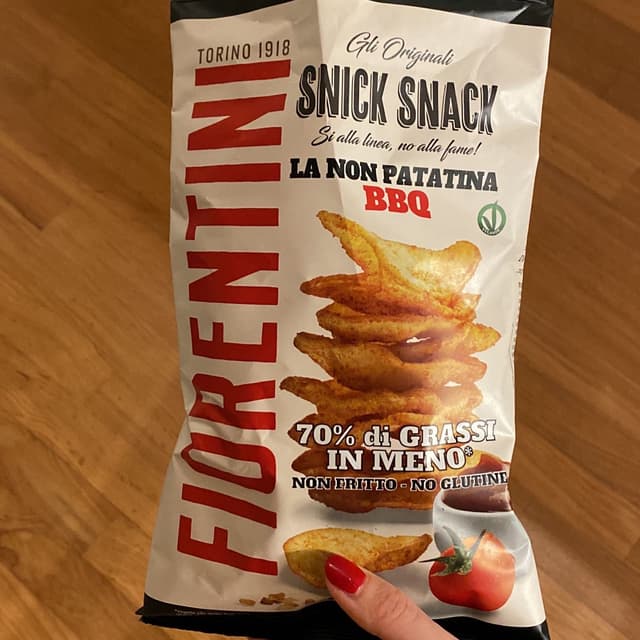 TORINO 1918
FIORENTINI
Gli Originali
SNICK SNACK
Si alla linea, no alla fame!
LA NON PATATINA
BBQ
70% di GRASSI
IN MENO*
NON FRITTO - NO GLUTINE